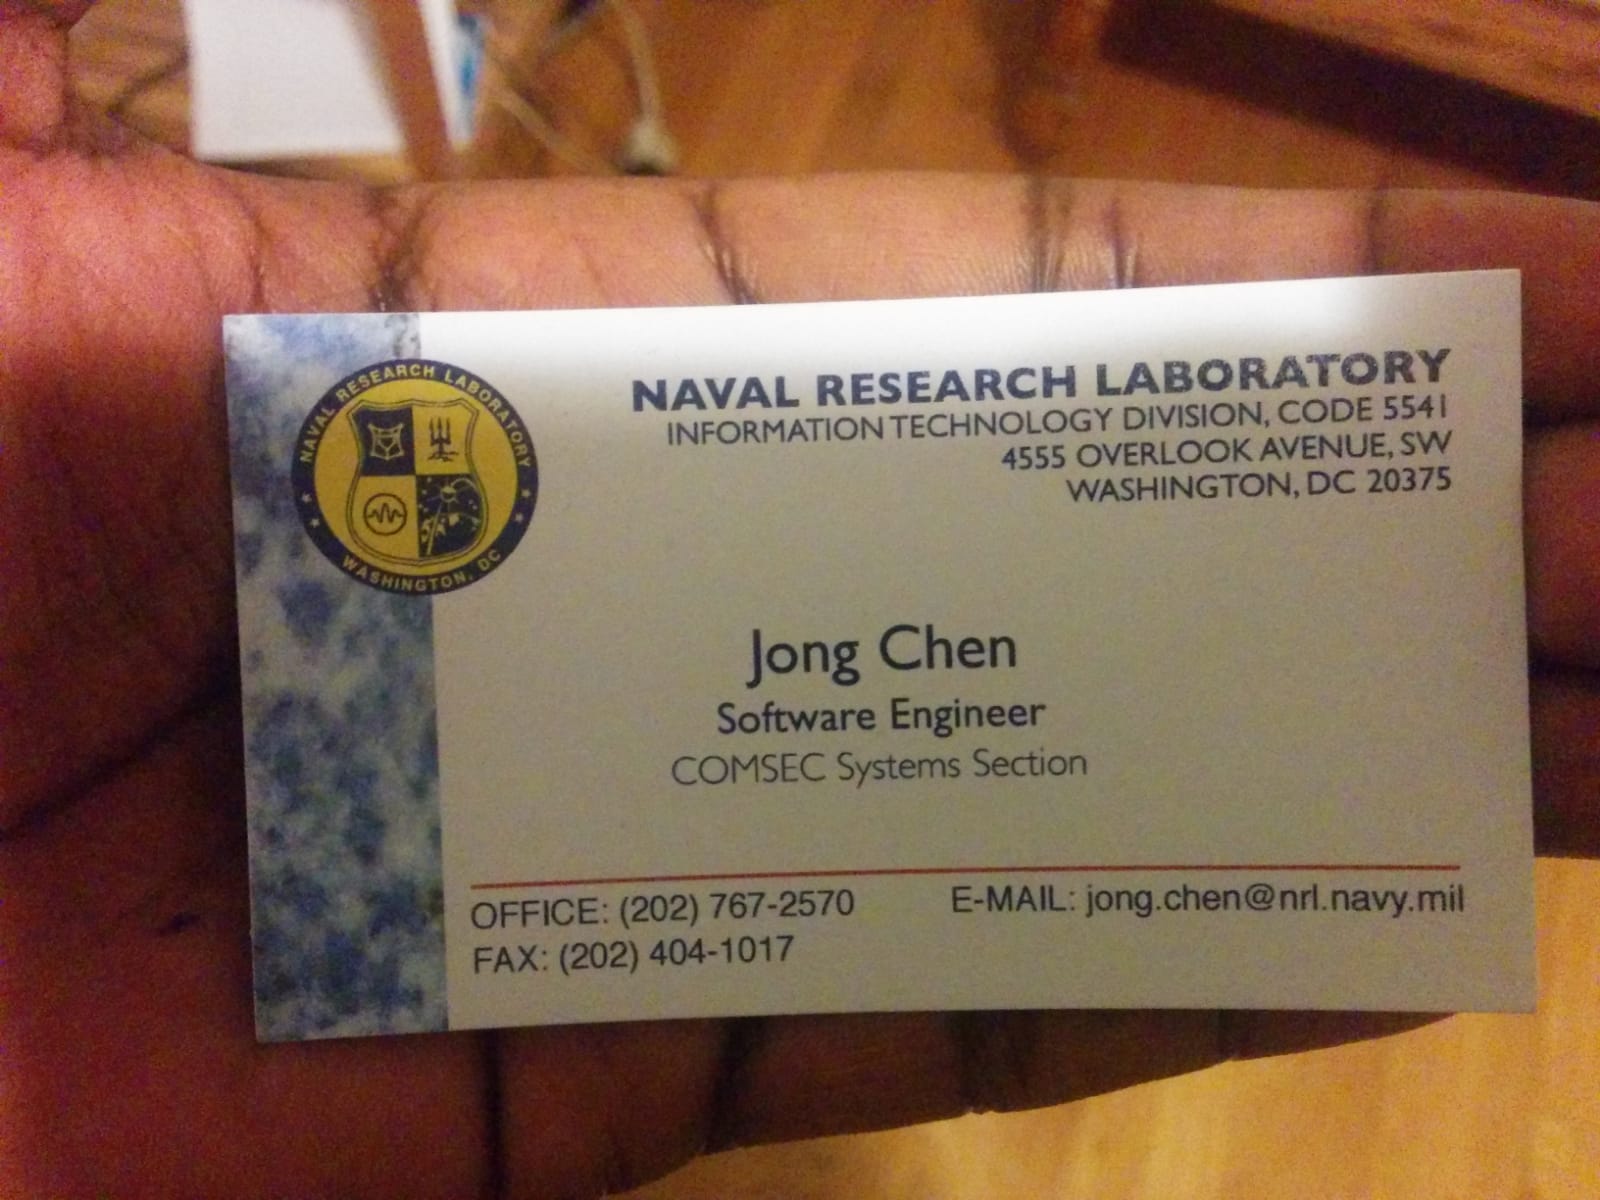 NAVAL RESEARCH LABORATORY
INFORMATION TECHNOLOGY DIVISION, CODE 5541
4555 OVERLOOK AVENUE, SW
WASHINGTON, DC 20375
NAVAL RESEARCH LABORATORY
WASHINGTON, DC
Jong Chen
Software Engineer
COMSEC Systems Section
OFFICE: (202) 767-2570 E-MAIL: jong.chen@nrl.navy.mil
FAX: (202) 404-1017